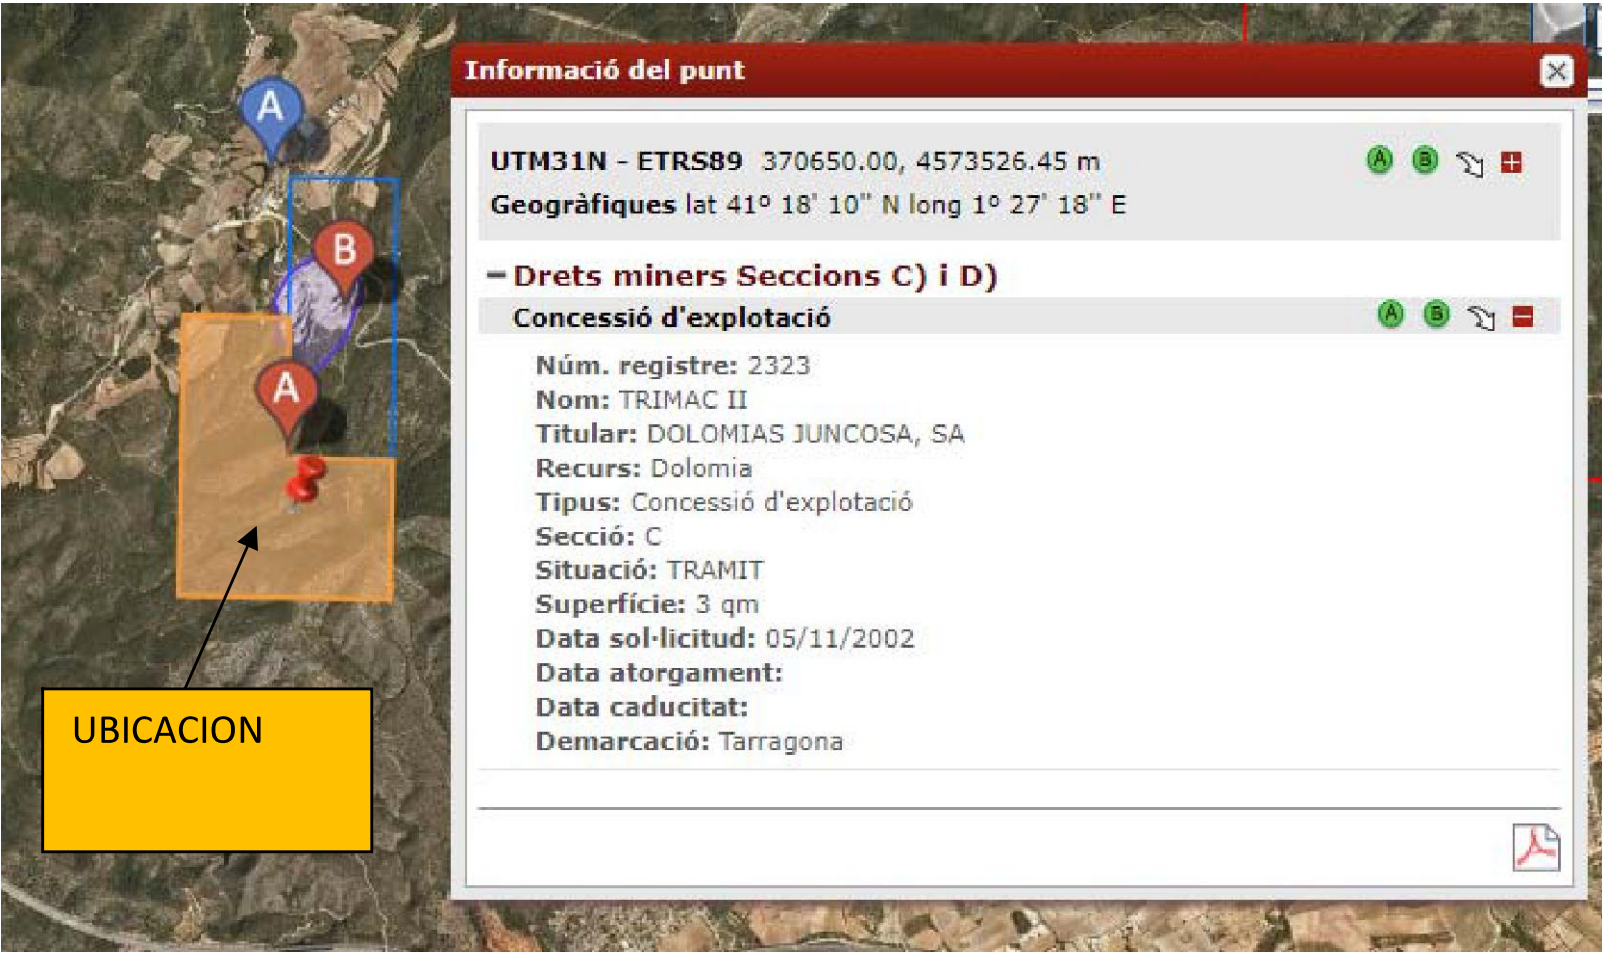 A
B
A
UBICACION
Informació del punt
UTM31N - ETRS89 370650.00, 4573526.45 m A B
Geogràfiques lat 41º 18' 10" N long 1º 27' 18" E
Drets miners Seccions C) i D)
Concessió d'explotació A B
Núm. registre: 2323
Nom: TRIMAC II
Titular: DOLOMIAS JUNCOSA, SA
Recurs: Dolomia
Tipus: Concessió d'explotació
Secció: C
Situació: TRAMIT
Superfície: 3 qm
Data sol·licitud: 05/11/2002
Data atorgament:
Data caducitat:
Demarcació: Tarragona